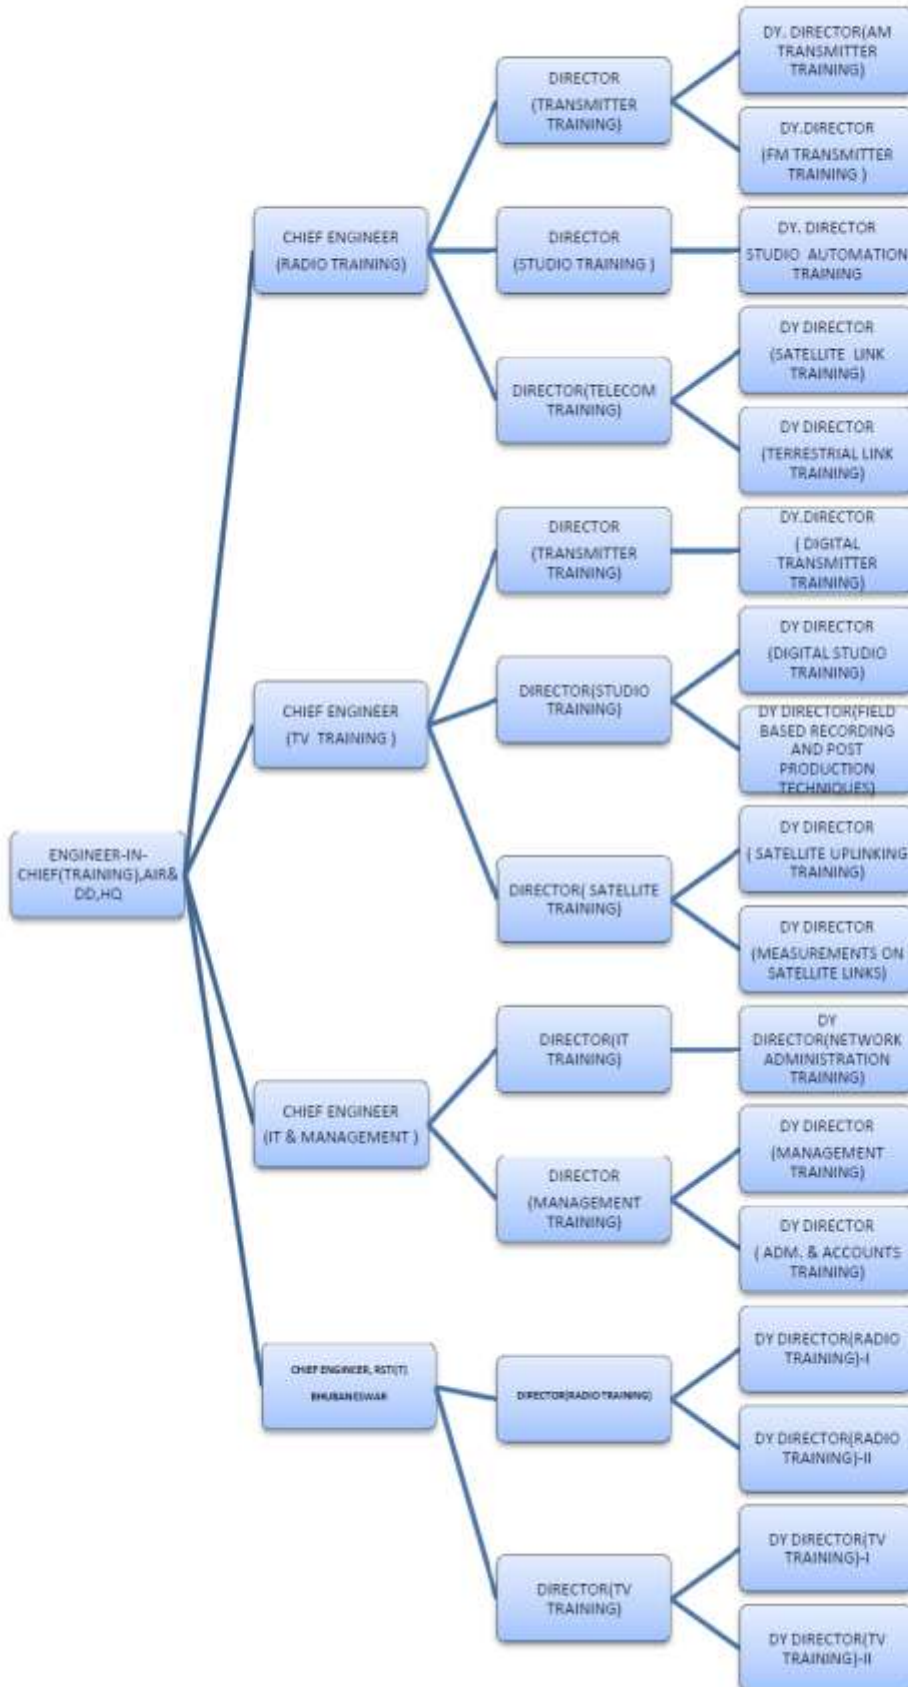 DY. DIRECTOR(AM
TRANSMITTER
TRAINING)
DIRECTOR
(TRANSMITTER
TRAINING)
DY.DIRECTOR
(FM TRANSMITTER
TRAINING )
CHIEF ENGINEER
(RADIO TRAINING)
DIRECTOR
(STUDIO TRAINING )
DY. DIRECTOR
STUDIO AUTOMATION
TRAINING
DY DIRECTOR
(SATELLITE LINK
TRAINING)
DIRECTOR(TELECOM
TRAINING)
DY DIRECTOR
(TERRESTRIAL LINK
TRAINING)
DIRECTOR
(TRANSMITTER
TRAINING)
DY.DIRECTOR
( DIGITAL
TRANSMITTER
TRAINING)
DY DIRECTOR
(DIGITAL STUDIO
TRAINING)
CHIEF ENGINEER
(TV TRAINING )
DIRECTOR(STUDIO
TRAINING)
DY DIRECTOR(FIELD
BASED RECORDING
AND POST
PRODUCTION
TECHNIQUES)
ENGINEER-IN-
CHIEF(TRAINING),AIR&
DD,HQ
DY DIRECTOR
( SATELLITE UPLINKING
TRAINING)
DIRECTOR( SATELLITE
TRAINING)
DY DIRECTOR
(MEASUREMENTS ON
SATELLITE LINKS)
DIRECTOR(IT
TRAINING)
DY
DIRECTOR(NETWORK
ADMINISTRATION
TRAINING)
CHIEF ENGINEER
(IT & MANAGEMENT )
DY DIRECTOR
(MANAGEMENT
TRAINING)
DIRECTOR
(MANAGEMENT
TRAINING)
DY DIRECTOR
( ADM. & ACCOUNTS
TRAINING)
CHIEF ENGINEER, RSTI(T)
BHUBANESWAR
DY DIRECTOR(RADIO
TRAINING)-I
DIRECTOR(RADIO TRAINING)
DY DIRECTOR(RADIO
TRAINING)-II
DY DIRECTOR(TV
TRAINING)-I
DIRECTOR(TV
TRAINING)
DY DIRECTOR(TV
TRAINING)-II